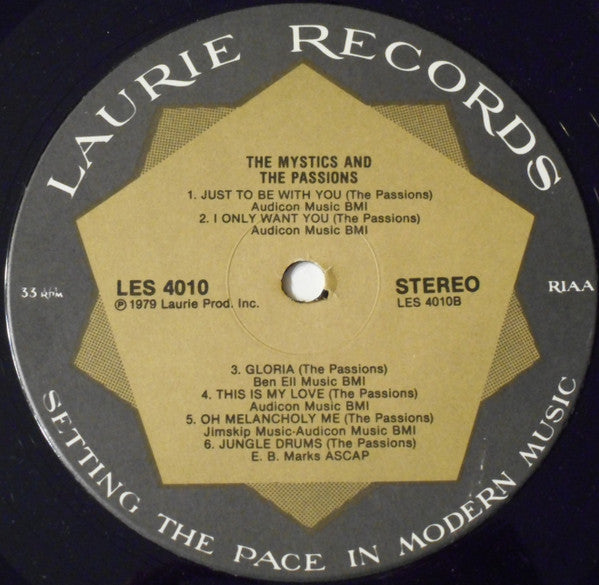 LAURIE RECORDS
THE MYSTICS AND
THE PASSIONS
1. JUST TO BE WITH YOU (The Passions)
Audicon Music BMI
2. I ONLY WANT YOU (The Passions)
Audicon Music BMI
LES 4010
℗ 1979 Laurie Prod. Inc.
STEREO
LES 4010B
33 RPM
RIAA
3. GLORIA (The Passions)
Ben Ell Music BMI
4. THIS IS MY LOVE (The Passions)
Audicon Music BMI
5. OH MELANCHOLY ME (The Passions)
Jimskip Music-Audicon Music BMI
6. JUNGLE DRUMS (The Passions)
E. B. Marks ASCAP
SETTING THE PACE IN MODERN MUSIC